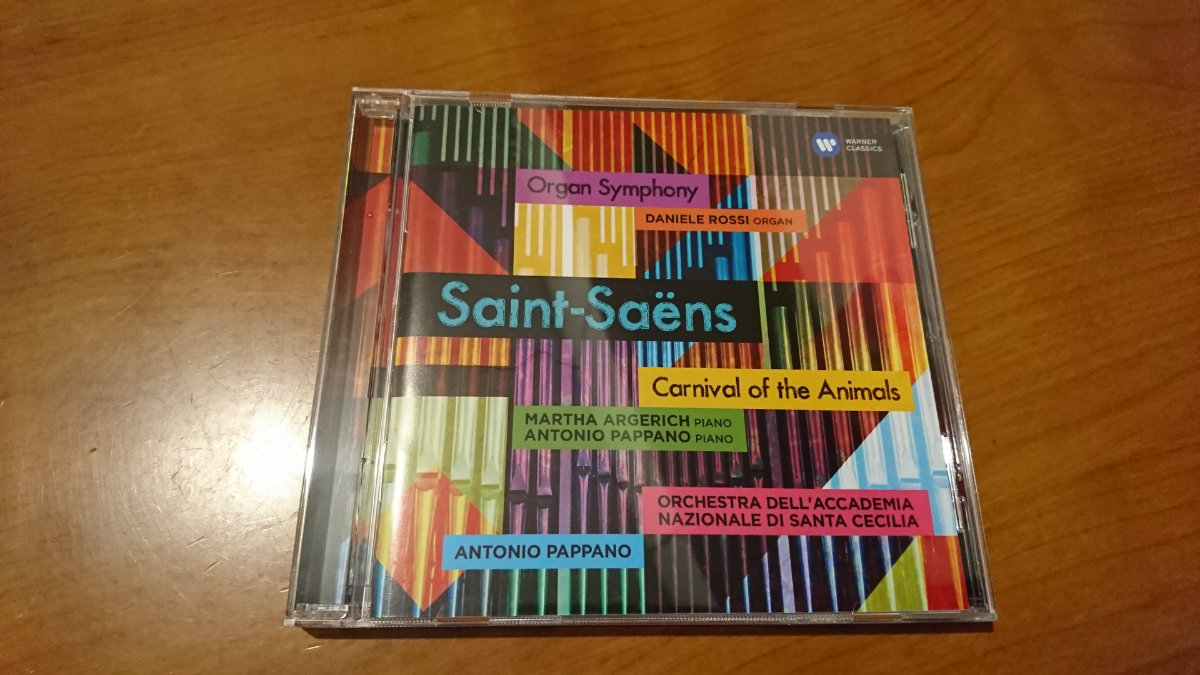 WARNER
CLASSICS
Organ Symphony
DANIELE ROSSI ORGAN
Saint-Saëns
Carnival of the Animals
MARTHA ARGERICH PIANO
ANTONIO PAPPANO PIANO
ORCHESTRA DELL'ACCADEMIA
NAZIONALE DI SANTA CECILIA
ANTONIO PAPPANO